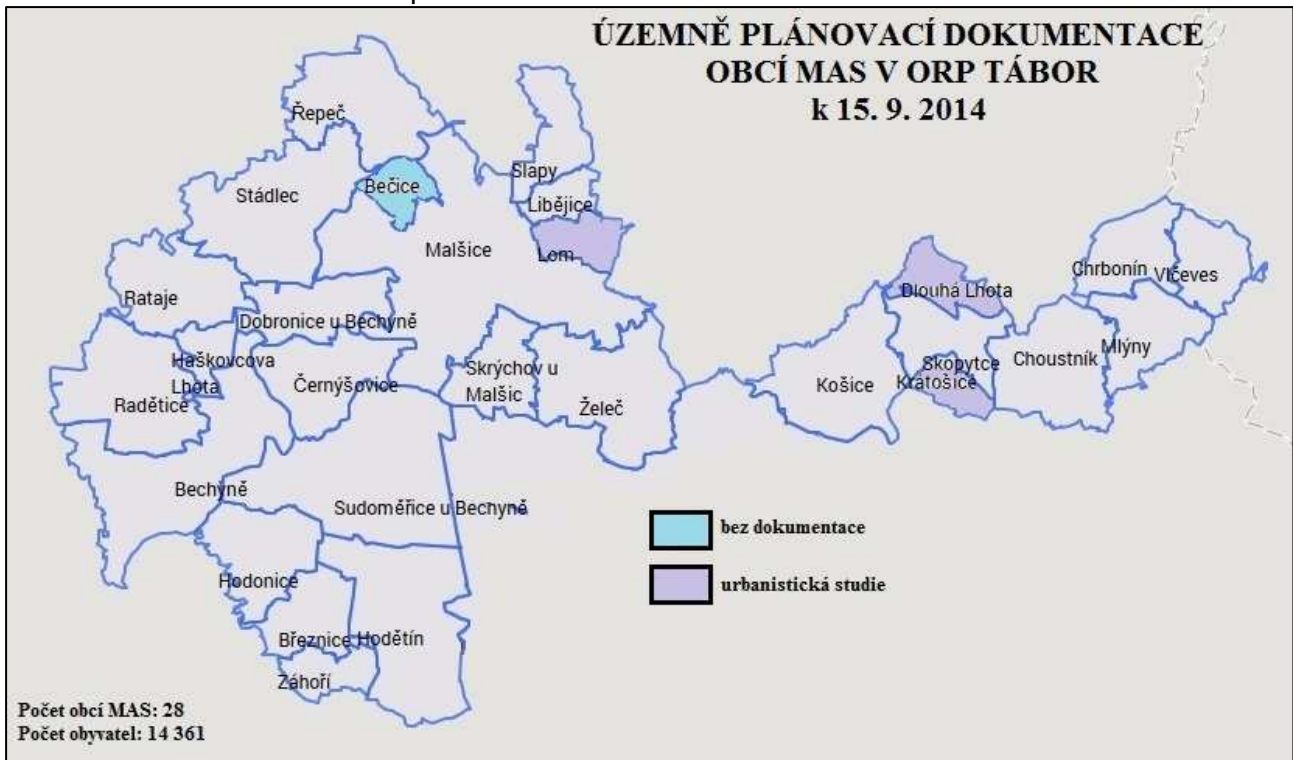 ÚZEMNĚ PLÁNOVACÍ DOKUMENTACE
OBCÍ MAS V ORP TÁBOR
k 15. 9. 2014
Řepeč
Slapy
Bečice
Stádlec
Libějice
Malšice
Lom
Chrbonín
Vlčeves
Dlouhá Lhota
Rataje
Dobronice u Bechyně
Mlýny
Haškovcova
Lhota
Skrýchov u
Malšic
Skopytce
Choustník
Černýšovice
Košice
Krátošice
Radětice
Želeč
Bechyně
Sudoměřice u Bechyně
bez dokumentace
Hodonice
urbanistická studie
Březnice
Hodětín
Záhoří
Počet obcí MAS: 28
Počet obyvatel: 14 361